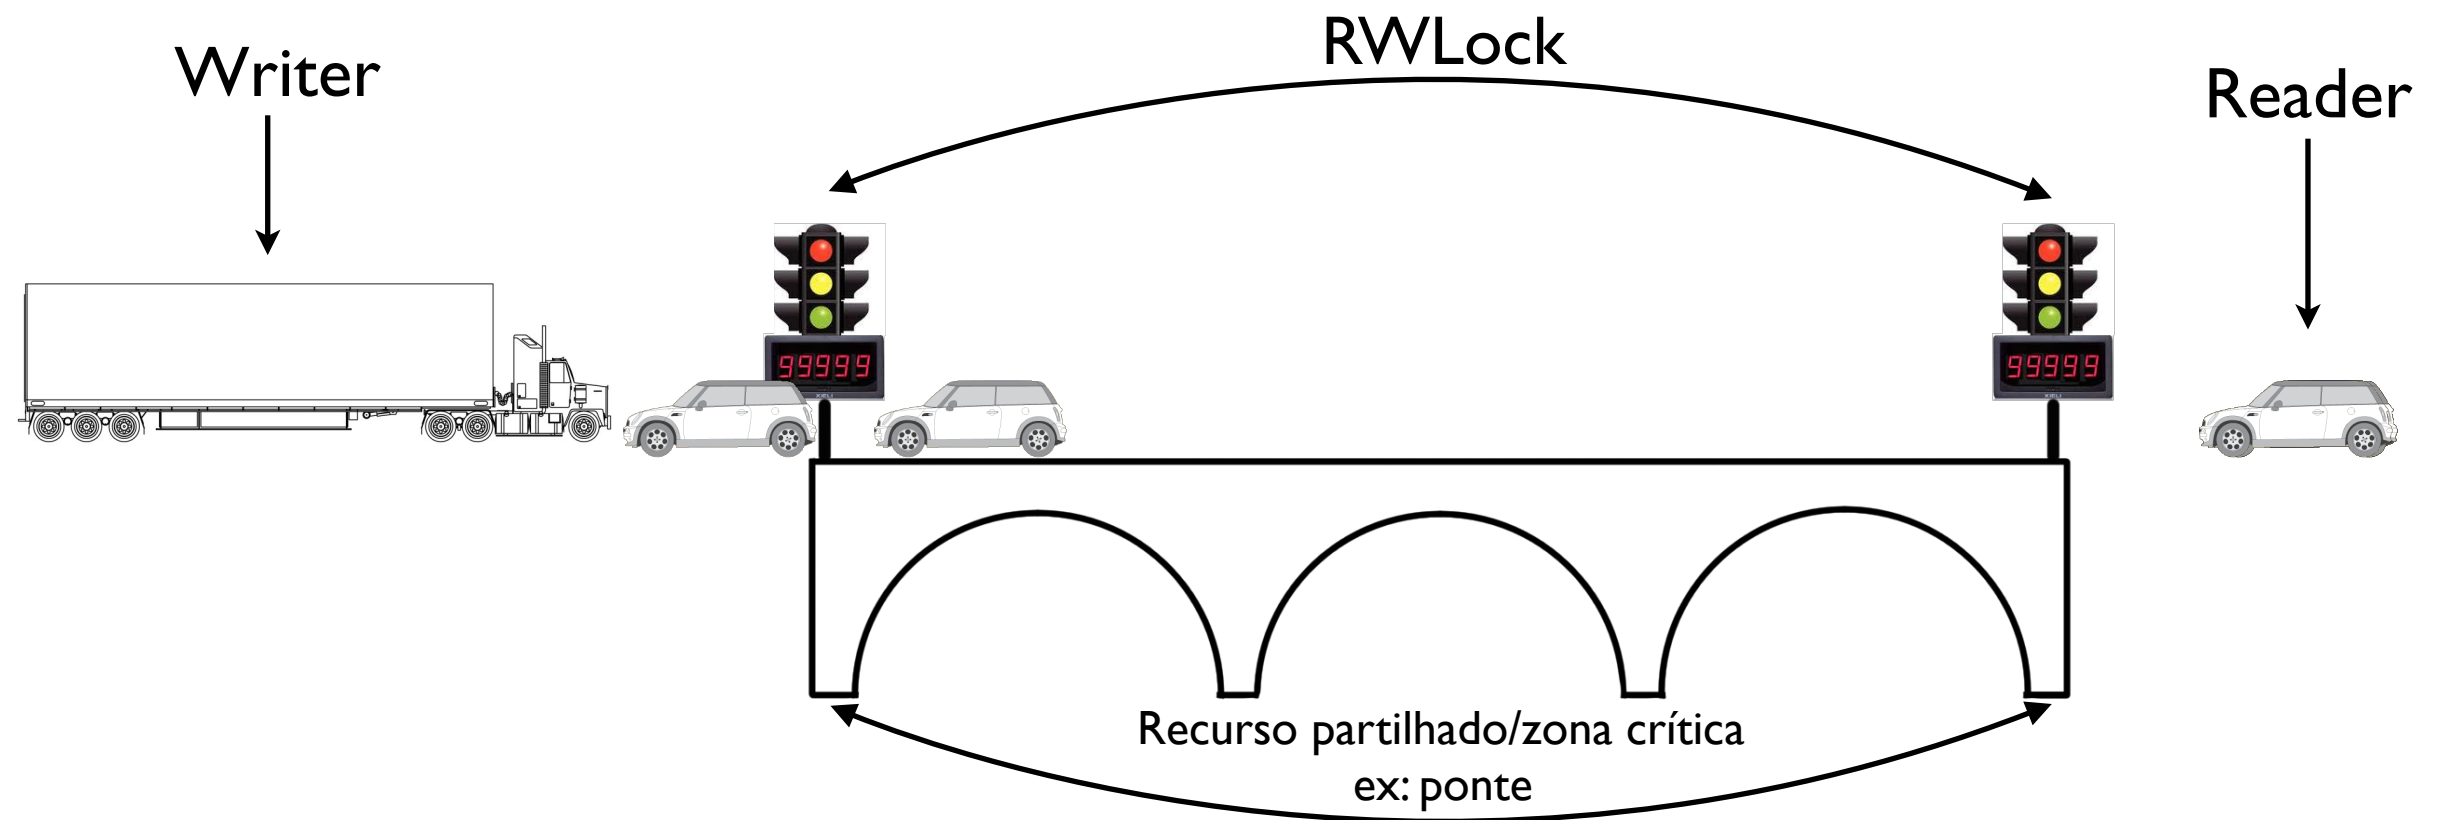 RWLock
Writer
Reader
99999
99999
Recurso partilhado/zona crítica
ex: ponte